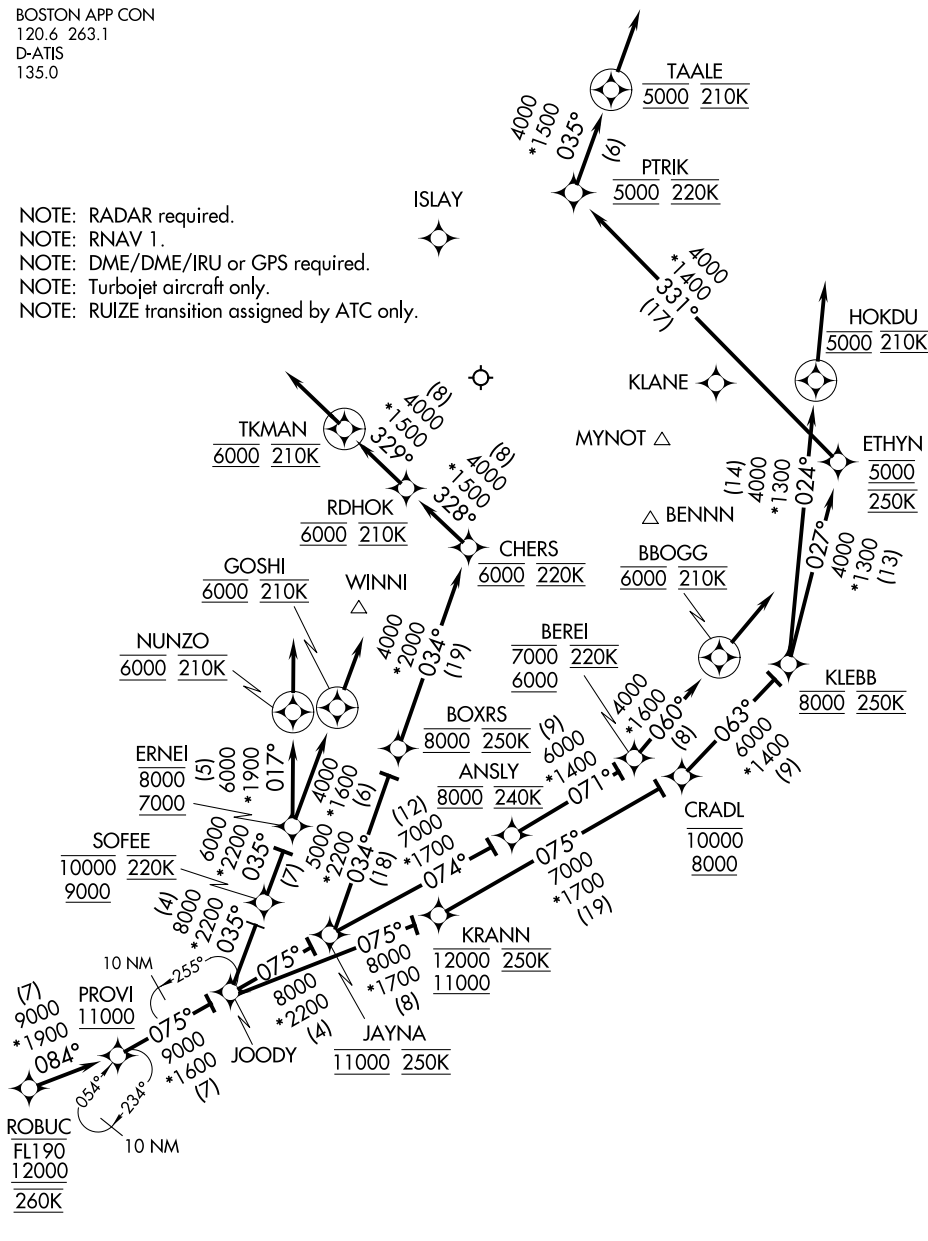 BOSTON APP CON
120.6 263.1
D-ATIS
135.0
TAALE
5000 210K
4000
*1500
035°
(6)
PTRIK
5000 220K
ISLAY
NOTE: RADAR required.
NOTE: RNAV 1.
NOTE: DME/DME/IRU or GPS required.
NOTE: Turbojet aircraft only.
NOTE: RUIZE transition assigned by ATC only.
4000
*1400
331°
(17)
HOKDU
5000 210K
KLANE
MYNOT
ETHYN
5000
250K
(14)
4000
*1300
024°
027°
4000
*1300
(13)
TKMAN
6000 210K
(8)
4000
*1500
329°
RDHOK
6000 210K
(8)
4000
*1500
328°
BENNN
CHERS
6000 220K
BBOGG
6000 210K
GOSHI
6000 210K
WINNI
NUNZO
6000 210K
4000
*2000
034°
(19)
BEREI
7000 220K
6000
4000
*1600
060°
(8)
KLEBB
8000 250K
063°
6000
*1400
(9)
BOXRS
8000 250K
ERNEI
8000
7000
(5)
6000
*1900
017°
4000
*1600
(6)
ANSLY
8000 240K
(9)
6000
*1400
071°
CRADL
10000
8000
SOFEE
10000 220K
9000
6000
*2200
035°
(7)
5000
*2200
034°
(18)
(12)
7000
*1700
074°
075°
7000
*1700
(19)
(4)
8000
*2200
035°
KRANN
12000 250K
11000
075°
8000
*1700
(8)
075°
8000
*2200
(4)
JAYNA
11000 250K
10 NM
255°
JOODY
PROVI
11000
075°
9000
*1600
(7)
(7)
9000
*1900
084°
054°
234°
10 NM
ROBUC
FL190
12000
260K